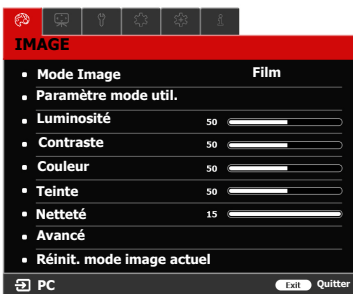 IMAGE
Mode Image Film
Paramètre mode util.
Luminosité 50
Contraste 50
Couleur 50
Teinte 50
Netteté 15
Avancé
Réinit. mode image actuel
PC Exit Quitter